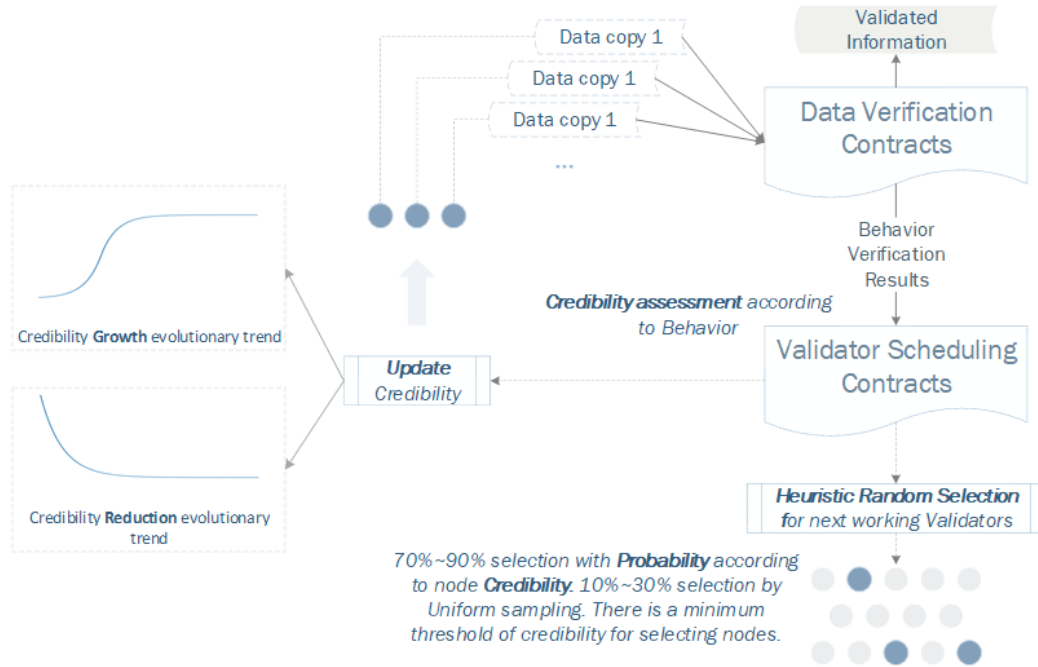 Data copy 1
Data copy 1
Data copy 1
...
Validated
Information
Data Verification
Contracts
Behavior
Verification
Results
Credibility assessment according
to Behavior
Validator Scheduling
Contracts
Update
Credibility
Credibility Growth evolutionary trend
Credibility Reduction evolutionary
trend
Heuristic Random Selection
for next working Validators
70%~90% selection with Probability according
to node Credibility. 10%~30% selection by
Uniform sampling. There is a minimum
threshold of credibility for selecting nodes.